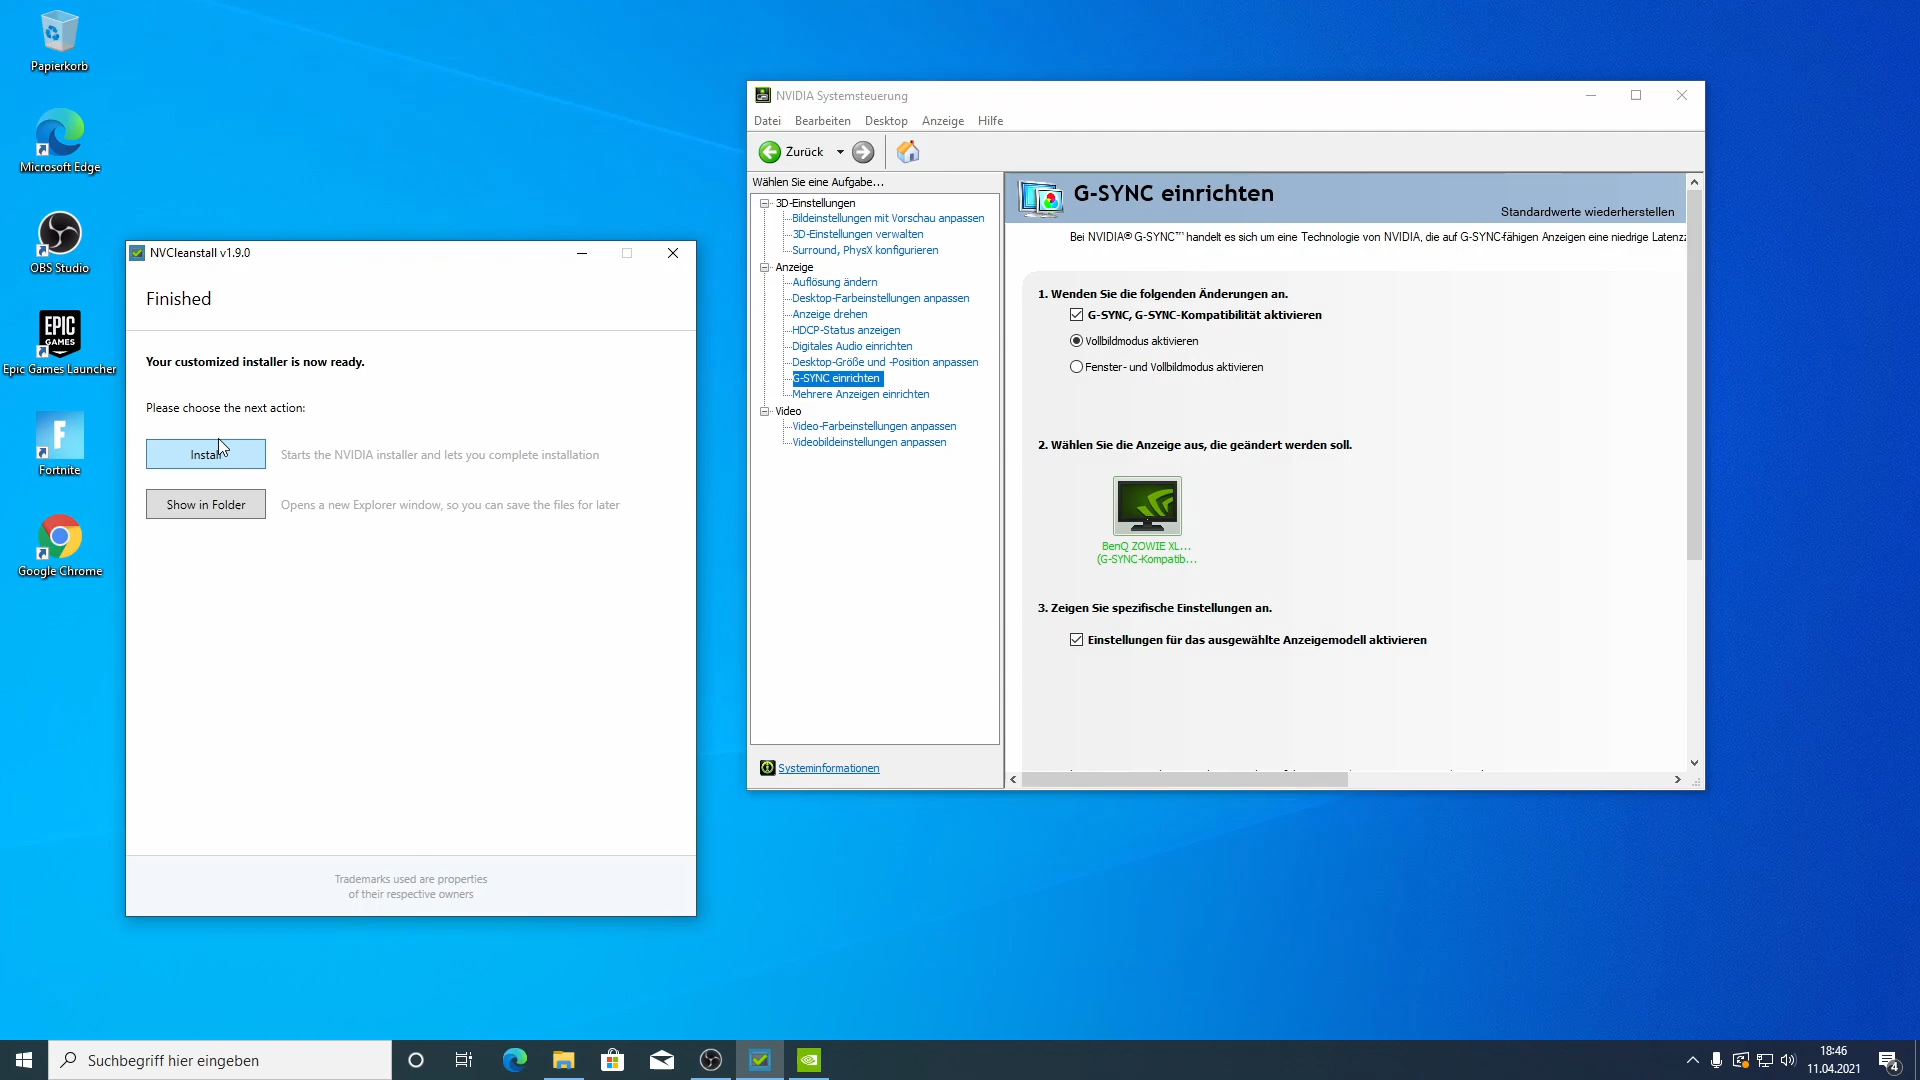 Papierkorb
Microsoft Edge
OBS Studio
EPIC
GAMES
Epic Games Launcher
F
Fortnite
Google Chrome
NVCleanstall v1.9.0
Finished
Your customized installer is now ready.
Please choose the next action:
Install
Starts the NVIDIA installer and lets you complete installation
Show in Folder
Opens a new Explorer window, so you can save the files for later
Trademarks used are properties
of their respective owners
NVIDIA Systemsteuerung
Datei Bearbeiten Desktop Anzeige Hilfe
Zurück
Wählen Sie eine Aufgabe...
3D-Einstellungen
Bildeinstellungen mit Vorschau anpassen
3D-Einstellungen verwalten
Surround, PhysX konfigurieren
Anzeige
Auflösung ändern
Desktop-Farbeinstellungen anpassen
Anzeige drehen
HDCP-Status anzeigen
Digitales Audio einrichten
Desktop-Größe und -Position anpassen
G-SYNC einrichten
Mehrere Anzeigen einrichten
Video
Video-Farbeinstellungen anpassen
Videobildeinstellungen anpassen
Systeminformationen
G-SYNC einrichten
Standardwerte wiederherstellen
Bei NVIDIA® G-SYNC™ handelt es sich um eine Technologie von NVIDIA, die auf G-SYNC-fähigen Anzeigen eine niedrige Latenz
1. Wenden Sie die folgenden Änderungen an.
G-SYNC, G-SYNC-Kompatibilität aktivieren
Vollbildmodus aktivieren
Fenster- und Vollbildmodus aktivieren
2. Wählen Sie die Anzeige aus, die geändert werden soll.
BenQ ZOWIE XL...
(G-SYNC-Kompatib...
3. Zeigen Sie spezifische Einstellungen an.
Einstellungen für das ausgewählte Anzeigemodell aktivieren
Suchbegriff hier eingeben
18:46
11.04.2021
4